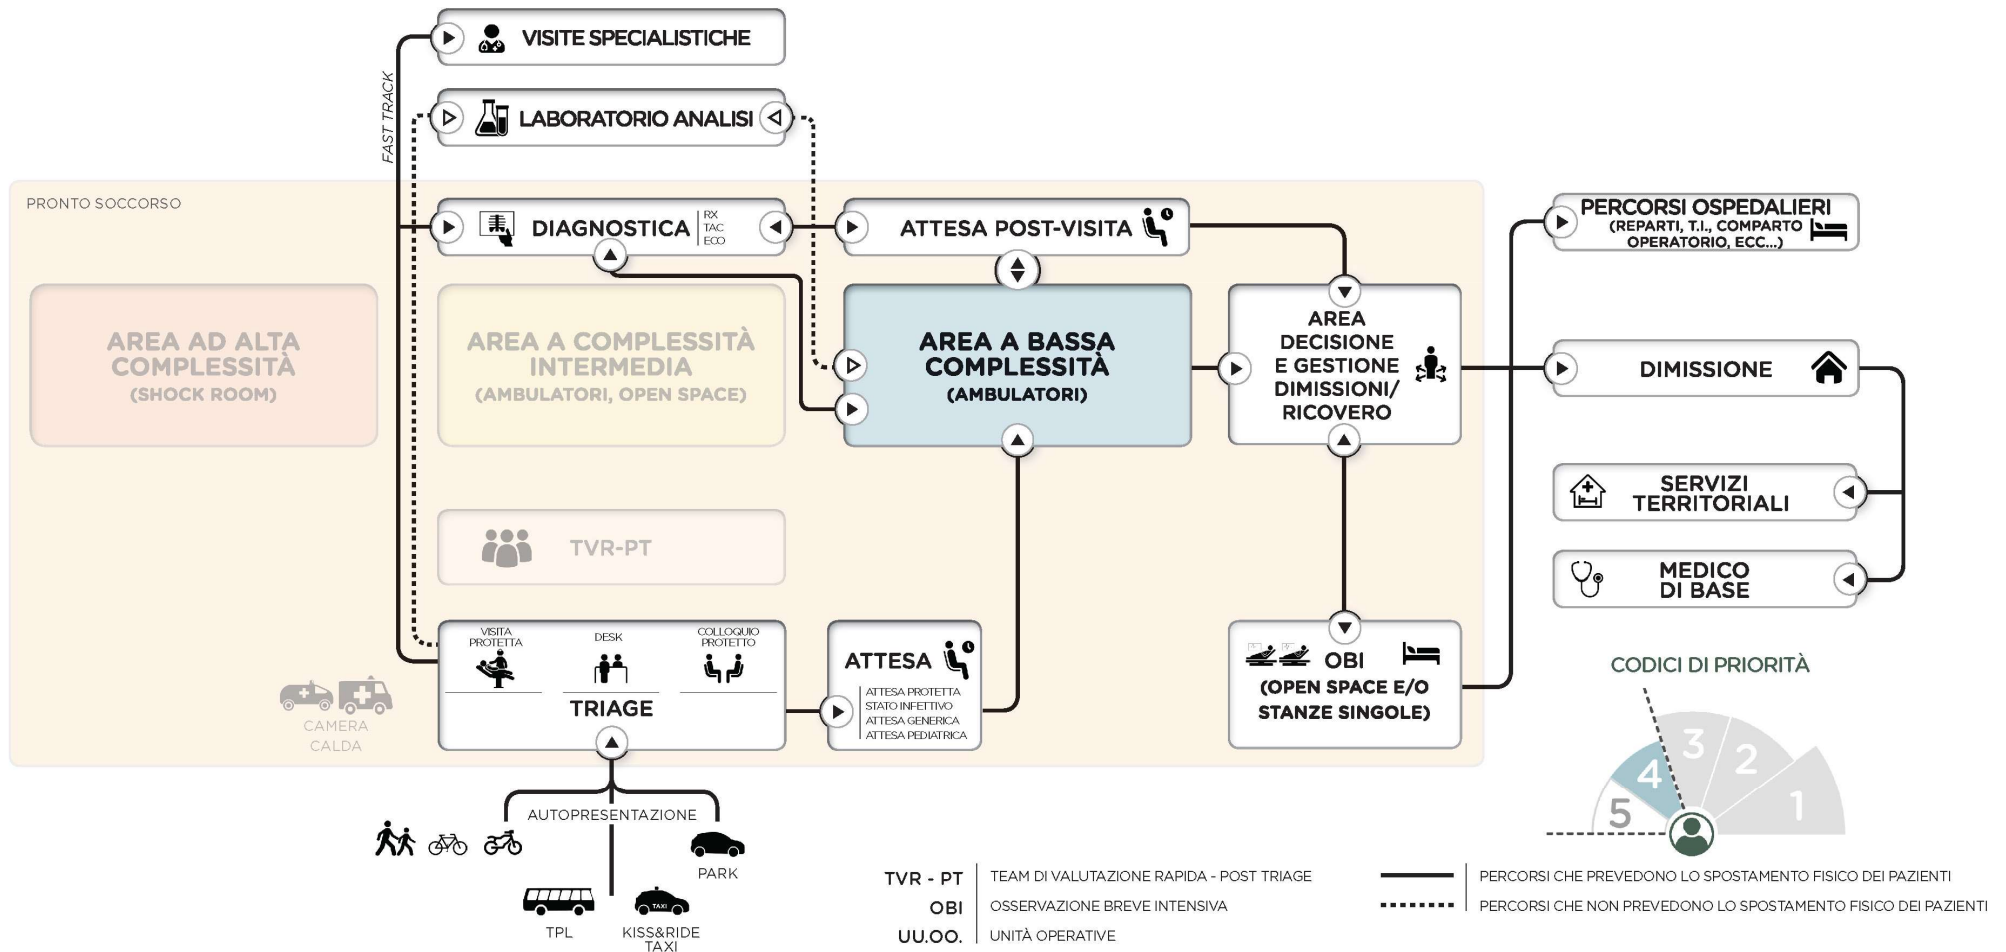 VISITE SPECIALISTICHE
FAST TRACK
LABORATORIO ANALISI
PRONTO SOCCORSO
DIAGNOSTICA
RX
TAC
ECO
ATTESA POST-VISITA
PERCORSI OSPEDALIERI
(REPARTI, T.I., COMPARTO
OPERATORIO, ECC...)
AREA AD ALTA
COMPLESSITÀ
(SHOCK ROOM)
AREA A COMPLESSITÀ
INTERMEDIA
(AMBULATORI, OPEN SPACE)
AREA A BASSA
COMPLESSITÀ
(AMBULATORI)
AREA
DECISIONE
E GESTIONE
DIMISSIONI/
RICOVERO
DIMISSIONE
SERVIZI
TERRITORIALI
TVR-PT
MEDICO
DI BASE
VISITA
PROTETTA
DESK
COLLOQUIO
PROTETTO
TRIAGE
ATTESA
ATTESA PROTETTA
STATO INFETTIVO
ATTESA GENERICA
ATTESA PEDIATRICA
OBI
(OPEN SPACE E/O
STANZE SINGOLE)
CAMERA
CALDA
CODICI DI PRIORITÀ
5
4
3
2
1
AUTOPRESENTAZIONE
PARK
TPL
TAXI
KISS&RIDE
TAXI
TVR - PT TEAM DI VALUTAZIONE RAPIDA - POST TRIAGE
OBI OSSERVAZIONE BREVE INTENSIVA
UU.OO. UNITÀ OPERATIVE
PERCORSI CHE PREVEDONO LO SPOSTAMENTO FISICO DEI PAZIENTI
PERCORSI CHE NON PREVEDONO LO SPOSTAMENTO FISICO DEI PAZIENTI